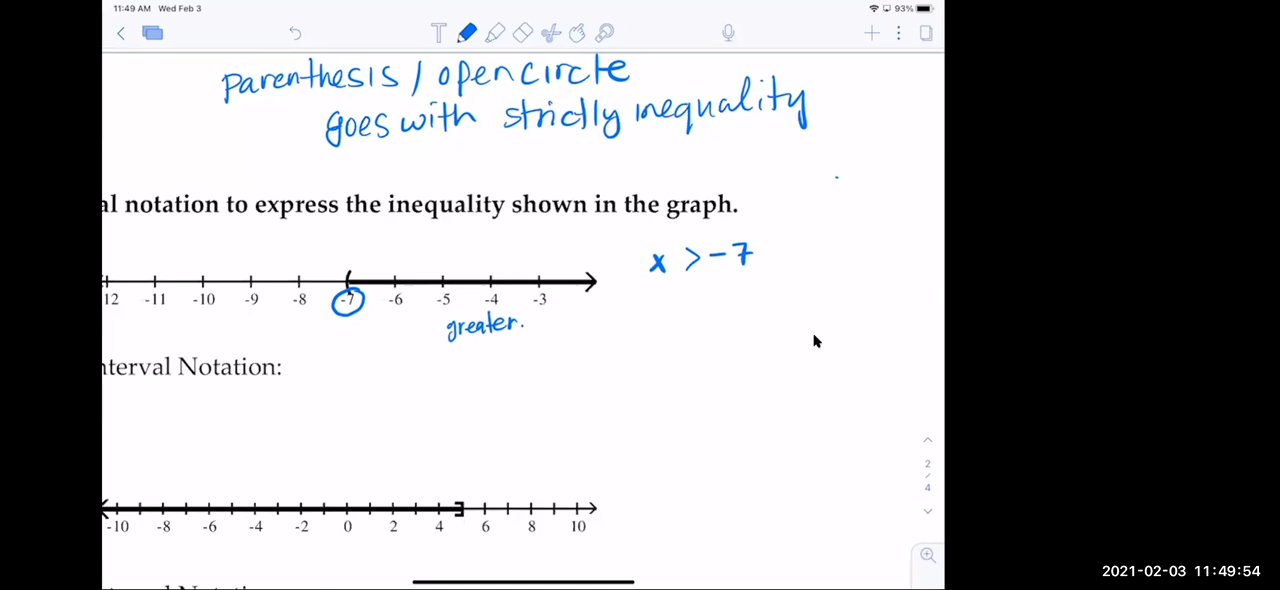 11:49 AM Wed Feb 3
93%
T
parenthesis / open circle
goes with strictly inequality
al notation to express the inequality shown in the graph.
x > -7
12 -11 -10 -9 -8 -7 -6 -5 -4 -3
greater.
nterval Notation:
2
/
4
-10 -8 -6 -4 -2 0 2 4 6 8 10
2021-02-03 11:49:54